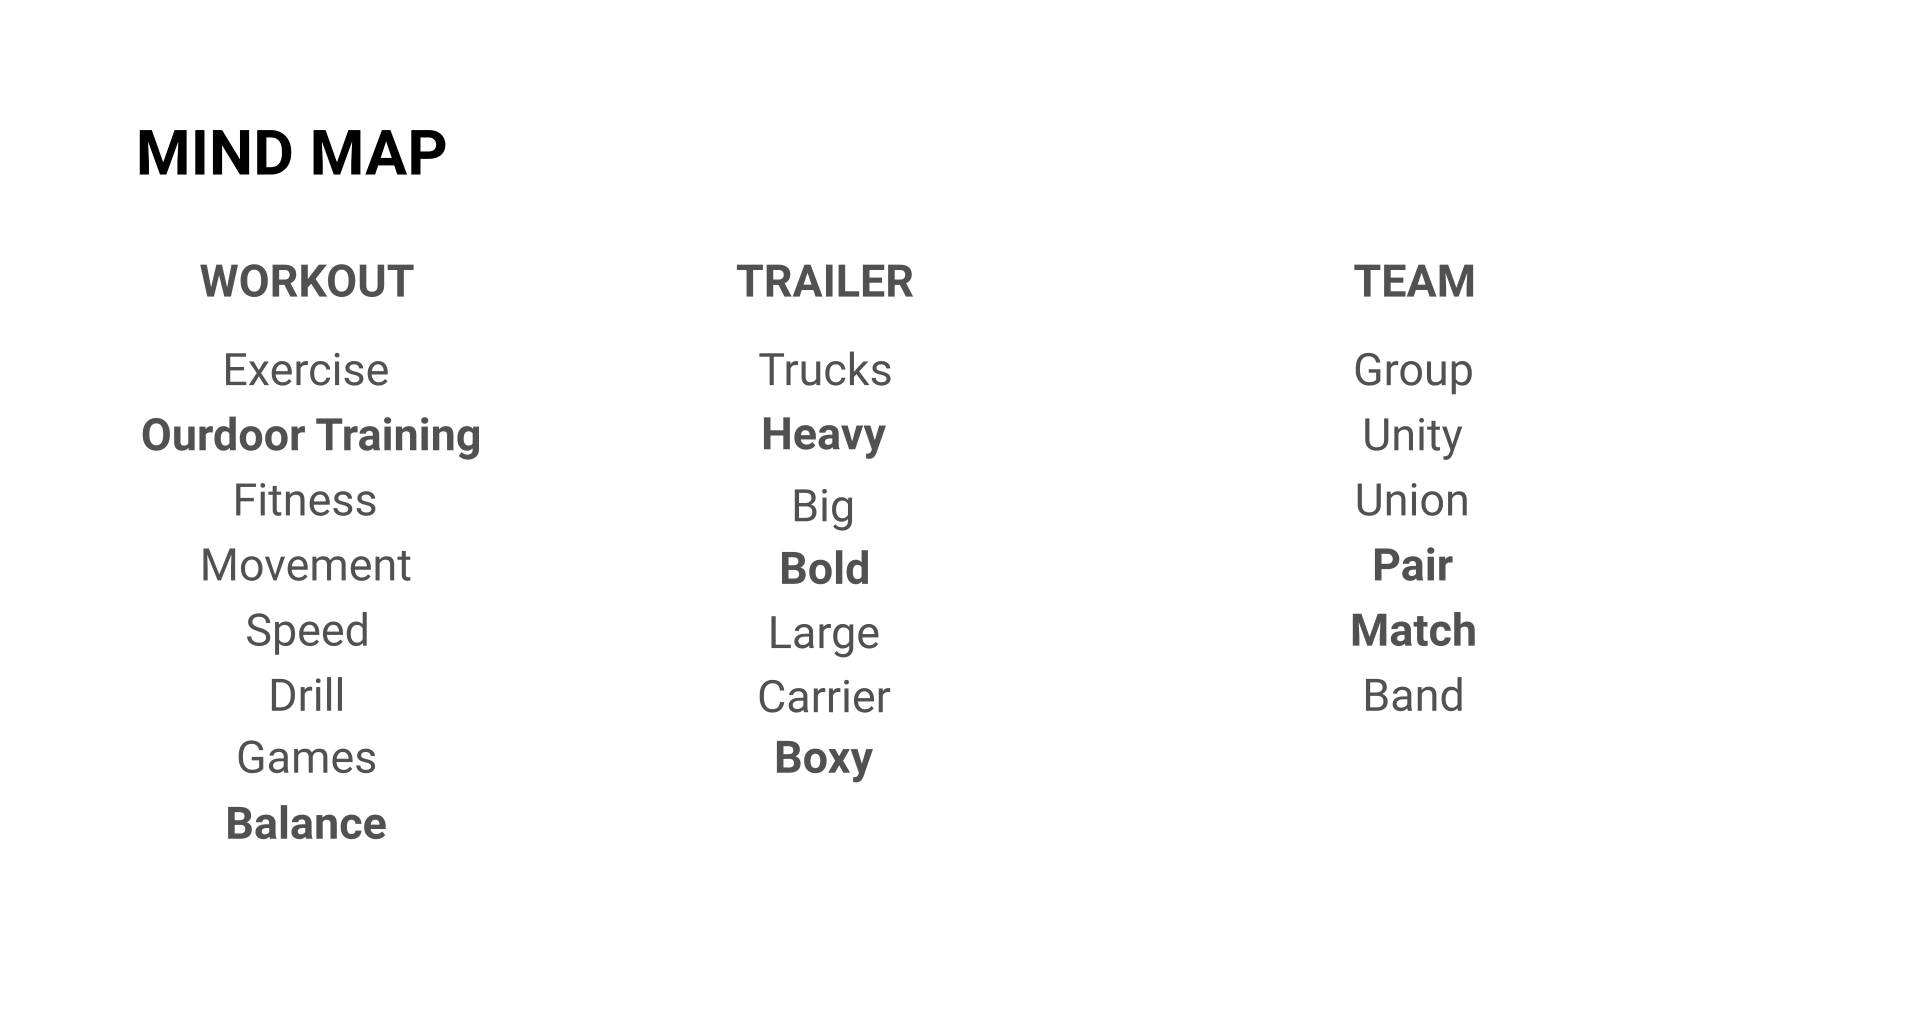 MIND MAP
WORKOUT
Exercise
Ourdoor Training
Fitness
Movement
Speed
Drill
Games
Balance
TRAILER
Trucks
Heavy
Big
Bold
Large
Carrier
Boxy
TEAM
Group
Unity
Union
Pair
Match
Band